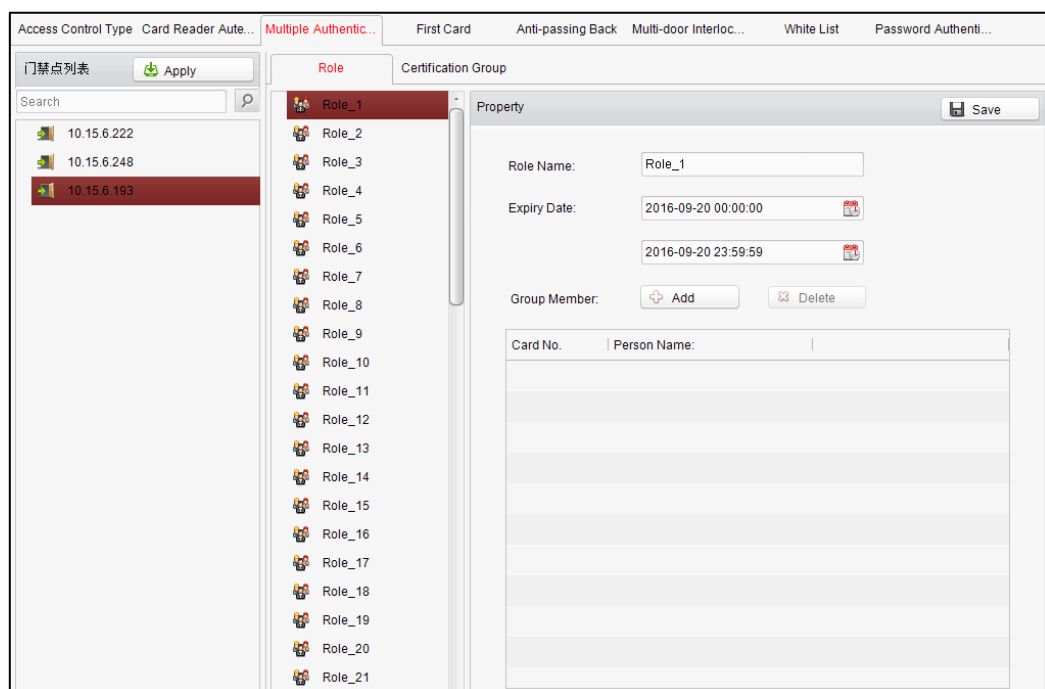 Access Control Type Card Reader Aute... Multiple Authentic... First Card Anti-passing Back Multi-door Interloc... White List Password Authenti...
门禁点列表 Apply
Search
10.15.6.222
10.15.6.248
10.15.6.193
Role Certification Group
Role_1
Role_2
Role_3
Role_4
Role_5
Role_6
Role_7
Role_8
Role_9
Role_10
Role_11
Role_12
Role_13
Role_14
Role_15
Role_16
Role_17
Role_18
Role_19
Role_20
Role_21
Property Save
Role Name: Role_1
Expiry Date: 2016-09-20 00:00:00
2016-09-20 23:59:59
Group Member: Add Delete
Card No. Person Name: